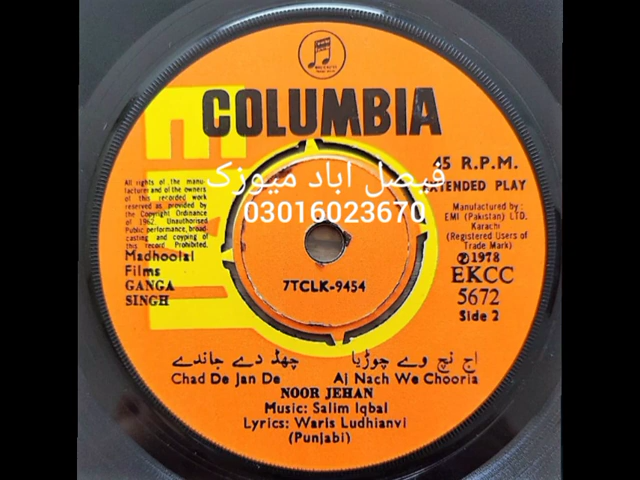 COLUMBIA
45 R.P.M.
EXTENDED PLAY
فیصل اباد میوزک
03016023670
All rights of the manu-
facturer and of the owners
of this recorded work
reserved as provided by
the Copyright Ordinance
of 1962. Unauthorised
Public performance, broad-
casting and copying of
this record Prohibited.
Manufactured by:
EMI (Pakistan) LTD.
Karachi
(Registered Users of
Trade Mark)
Ⓟ1978
EKCC
5672
Side 2
Madhoolal
Films
GANGA
SINGH
7TCLK-9454
اج نچ وے چوڑیا چھڈ دے جاندے
Chad De Jan De Aj Nach We Chooria
NOOR JEHAN
Music: Salim Iqbal
Lyrics: Waris Ludhianvi
(Punjabi)